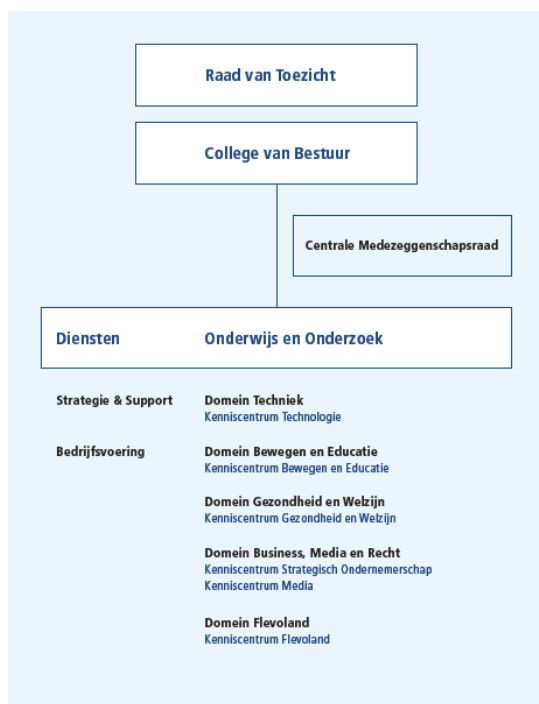 Raad van Toezicht
College van Bestuur
Centrale Medezeggenschapsraad
Diensten
Onderwijs en Onderzoek
Strategie & Support
Domein Techniek
Kenniscentrum Technologie
Bedrijfsvoering
Domein Bewegen en Educatie
Kenniscentrum Bewegen en Educatie
Domein Gezondheid en Welzijn
Kenniscentrum Gezondheid en Welzijn
Domein Business, Media en Recht
Kenniscentrum Strategisch Ondernemerschap
Kenniscentrum Media
Domein Flevoland
Kenniscentrum Flevoland